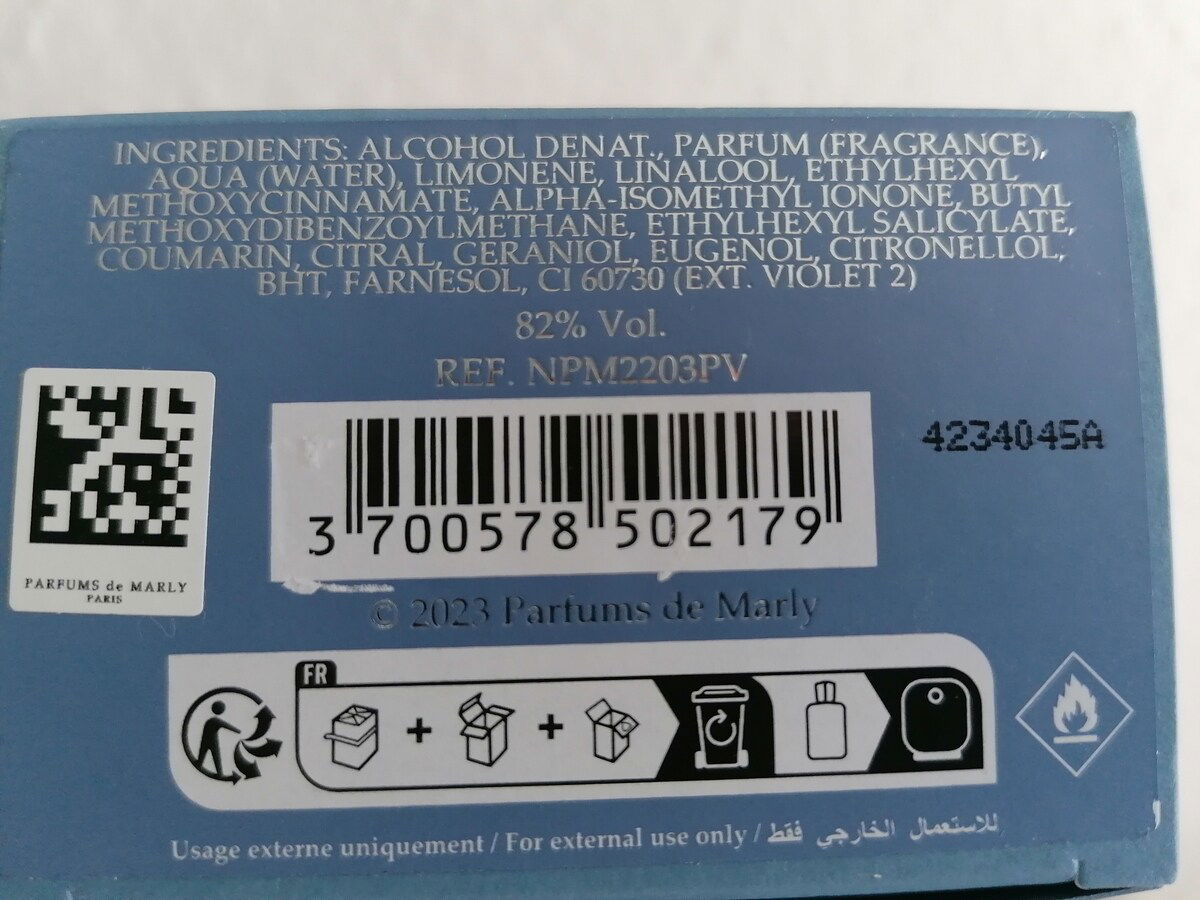 INGREDIENTS: ALCOHOL DENAT., PARFUM (FRAGRANCE),
AQUA (WATER), LIMONENE, LINALOOL, ETHYLHEXYL
METHOXYCINNAMATE, ALPHA-ISOMETHYL IONONE, BUTYL
METHOXYDIBENZOYLMETHANE, ETHYLHEXYL SALICYLATE,
COUMARIN, CITRAL, GERANIOL, EUGENOL, CITRONELLOL,
BHT, FARNESOL, CI 60730 (EXT. VIOLET 2)
82% Vol.
REF. NPM2203PV
4234045A
3 700578 502179
PARFUMS de MARLY
PARIS
© 2023 Parfums de Marly
FR
Usage externe uniquement / For external use only / للاستعمال الخارجي فقط